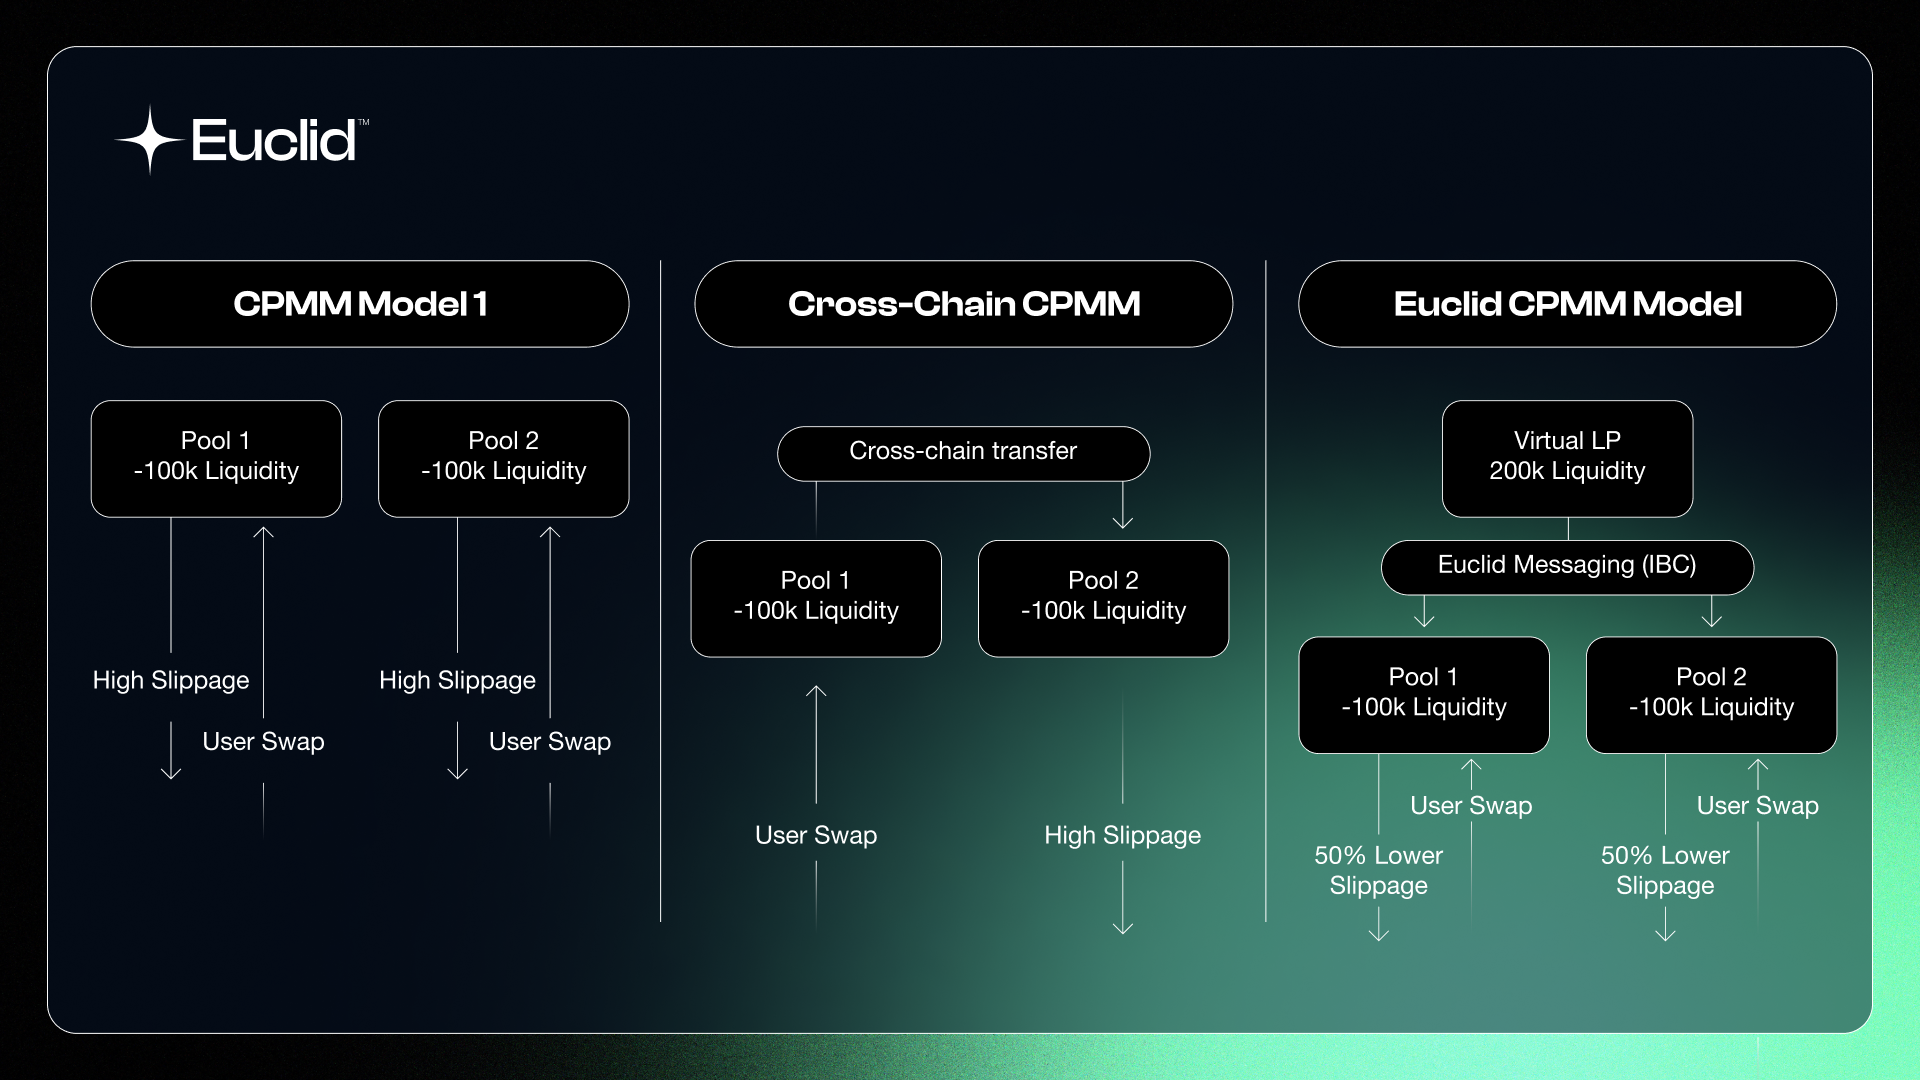 Euclid™
CPMM Model 1
Pool 1
-100k Liquidity
Pool 2
-100k Liquidity
High Slippage
User Swap
High Slippage
User Swap
Cross-Chain CPMM
Cross-chain transfer
Pool 1
-100k Liquidity
Pool 2
-100k Liquidity
User Swap
High Slippage
Euclid CPMM Model
Virtual LP
200k Liquidity
Euclid Messaging (IBC)
Pool 1
-100k Liquidity
Pool 2
-100k Liquidity
User Swap
50% Lower
Slippage
User Swap
50% Lower
Slippage